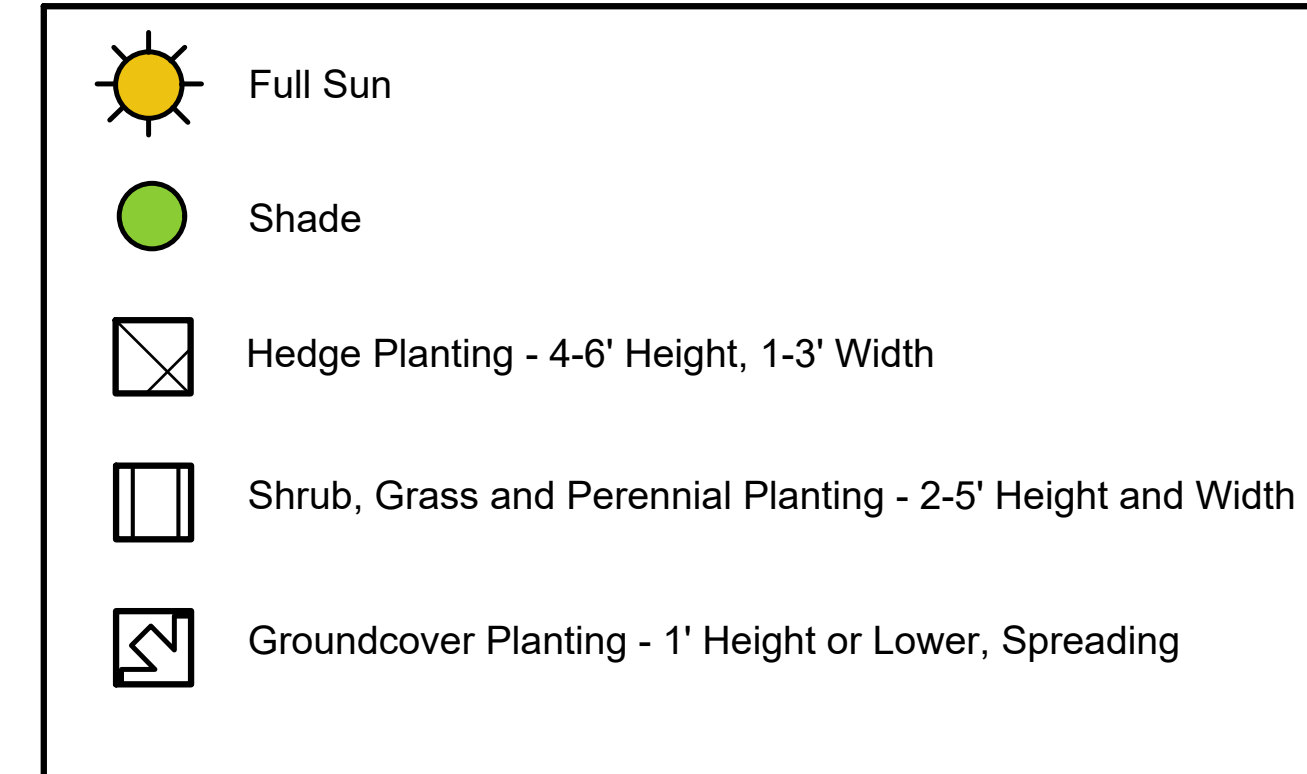 Full Sun
Shade
Hedge Planting - 4-6' Height, 1-3' Width
Shrub, Grass and Perennial Planting - 2-5' Height and Width
Groundcover Planting - 1' Height or Lower, Spreading